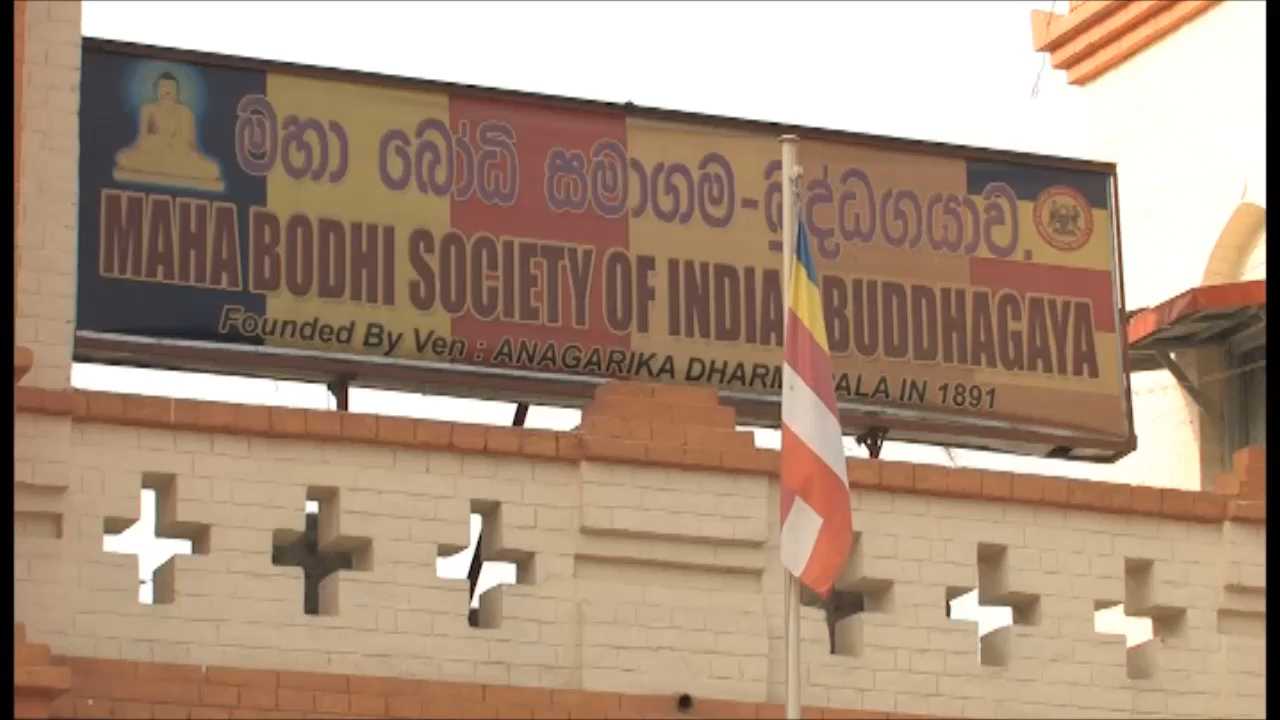 මහා බෝධි සමාගම-බුද්ධගයාව.
MAHA BODHI SOCIETY OF INDIA BUDDHAGAYA
Founded By Ven : ANAGARIKA DHARMAPALA IN 1891